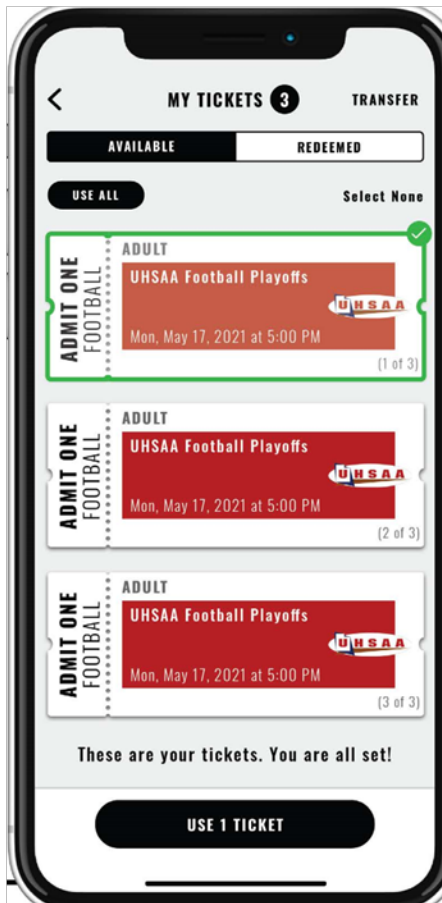 MY TICKETS 3
TRANSFER
AVAILABLE
REDEEMED
USE ALL
Select None
ADMIT ONE
FOOTBALL
ADULT
UHSAA Football Playoffs
UHSAA
Mon, May 17, 2021 at 5:00 PM
(1 of 3)
ADMIT ONE
FOOTBALL
ADULT
UHSAA Football Playoffs
UHSAA
Mon, May 17, 2021 at 5:00 PM
(2 of 3)
ADMIT ONE
FOOTBALL
ADULT
UHSAA Football Playoffs
UHSAA
Mon, May 17, 2021 at 5:00 PM
(3 of 3)
These are your tickets. You are all set!
USE 1 TICKET